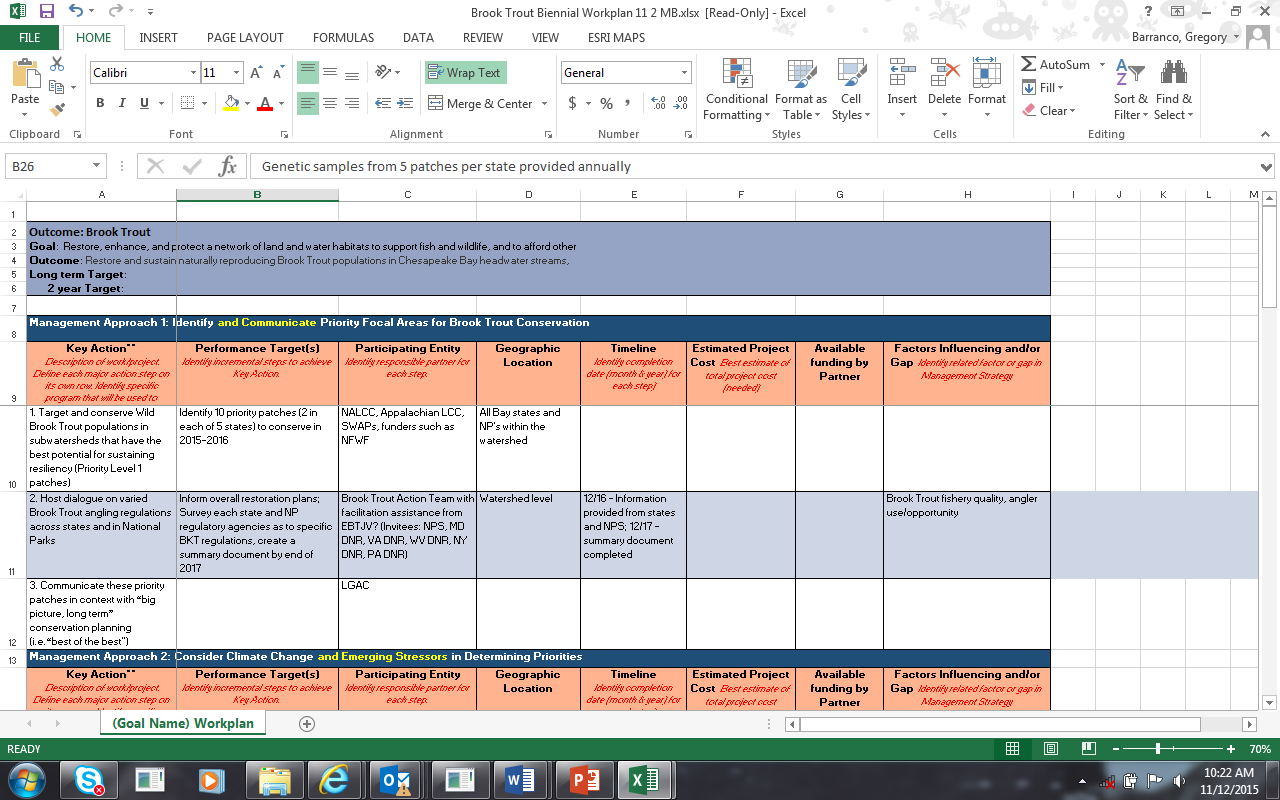 Brook Trout Biennial Workplan 11 2 MB.xlsx [Read-Only] - Excel
FILE HOME INSERT PAGE LAYOUT FORMULAS DATA REVIEW VIEW ESRI MAPS Barranco, Gregory
Paste Calibri 11 Wrap Text General Conditional Formatting Format as Table Cell Styles Insert Delete Format AutoSum Sort & Filter Find & Select
B I U Merge & Center $ % , Fill
Clear
Clipboard Font Alignment Number Styles Cells Editing
B26 fx Genetic samples from 5 patches per state provided annually
A B C D E F G H I J K L M
1
2 Outcome: Brook Trout
3 Goal: Restore, enhance, and protect a network of land and water habitats to support fish and wildlife, and to afford other
4 Outcome: Restore and sustain naturally reproducing Brook Trout populations in Chesapeake Bay headwater streams,
5 Long term Target:
6 2 year Target:
7
8 Management Approach 1: Identify and Communicate Priority Focal Areas for Brook Trout Conservation
9
Key Action**
Description of work/project.
Define each major action step on
its own row. Identify specific
program that will be used to
Performance Target(s)
Identify incremental steps to achieve
Key Action.
Participating Entity
Identify responsible partner for
each step.
Geographic
Location
Timeline
Identify completion
date (month & year) for
each step)
Estimated Project
Cost Best estimate of
total project cost
(needed)
Available
funding by
Partner
Factors Influencing and/or
Gap Identify related factor or gap in
Management Strategy
10
1. Target and conserve Wild
Brook Trout populations in
subwatersheds that have the
best potential for sustaining
resiliency (Priority Level 1
patches)
Identify 10 priority patches (2 in
each of 5 states) to conserve in
2015-2016
NALCC, Appalachian LCC,
SWAPs, funders such as
NFWF
All Bay states and
NP's within the
watershed
11
2. Host dialogue on varied
Brook Trout angling regulations
across states and in National
Parks
Inform overall restoration plans;
Survey each state and NP
regulatory agencies as to specific
BKT regulations, create a
summary document by end of
2017
Brook Trout Action Team with
facilitation assistance from
EBTJV? (Invitees: NPS, MD
DNR, VA DNR, WV DNR, NY
DNR, PA DNR)
Watershed level
12/16 - Information
provided from states
and NPS; 12/17 -
summary document
completed
Brook Trout fishery quality, angler
use/opportunity
12
3. Communicate these priority
patches in context with “big
picture, long term”
conservation planning
(i.e. “best of the best”)
LGAC
13 Management Approach 2: Consider Climate Change and Emerging Stressors in Determining Priorities
Key Action**
Description of work/project.
Define each major action step on
Performance Target(s)
Identify incremental steps to achieve
Key Action.
Participating Entity
Identify responsible partner for
each step.
Geographic
Location
Timeline
Identify completion
date (month & year) for
Estimated Project
Cost Best estimate of
total project cost
Available
funding by
Partner
Factors Influencing and/or
Gap Identify related factor or gap in
Management Strategy
(Goal Name) Workplan
READY 70%
10:22 AM
11/12/2015